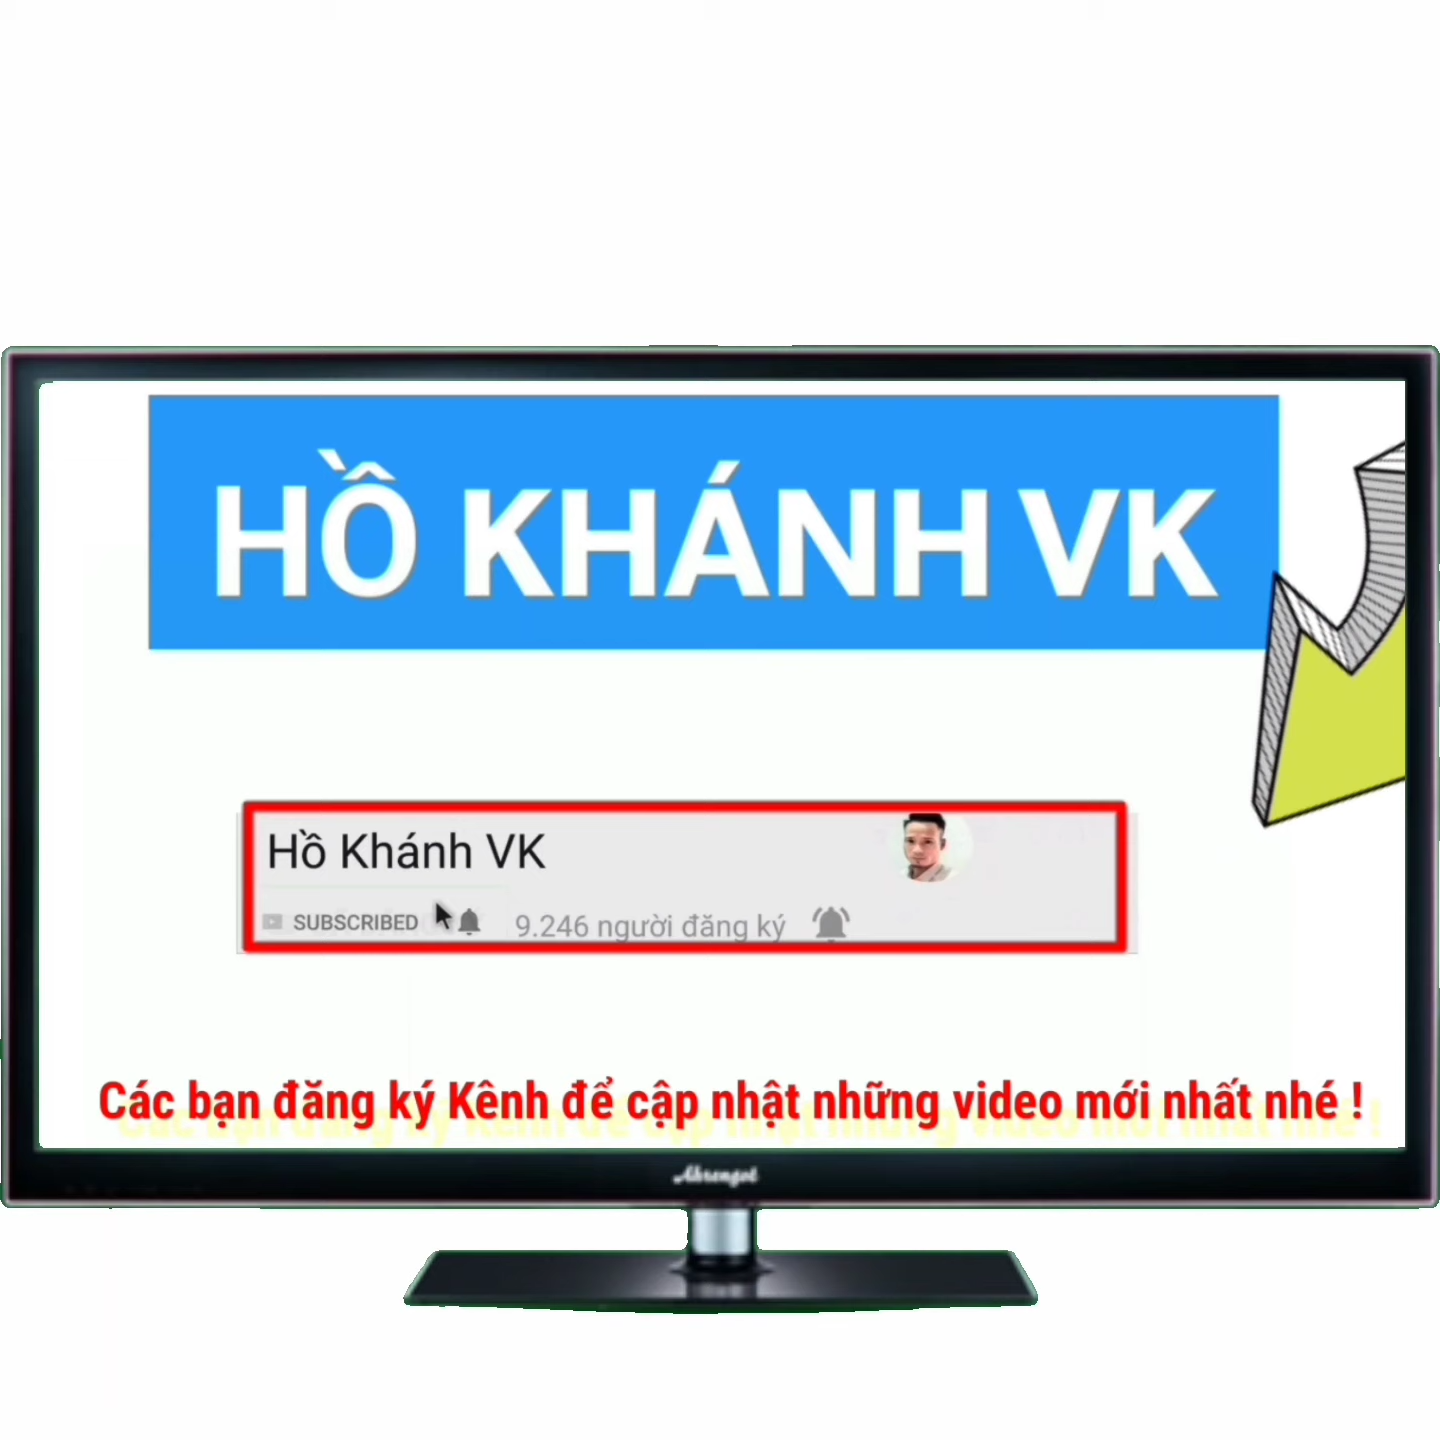 HỒ KHÁNH VK
Hồ Khánh VK
SUBSCRIBED
9.246 người đăng ký
Các bạn đăng ký Kênh để cập nhật những video mới nhất nhé !